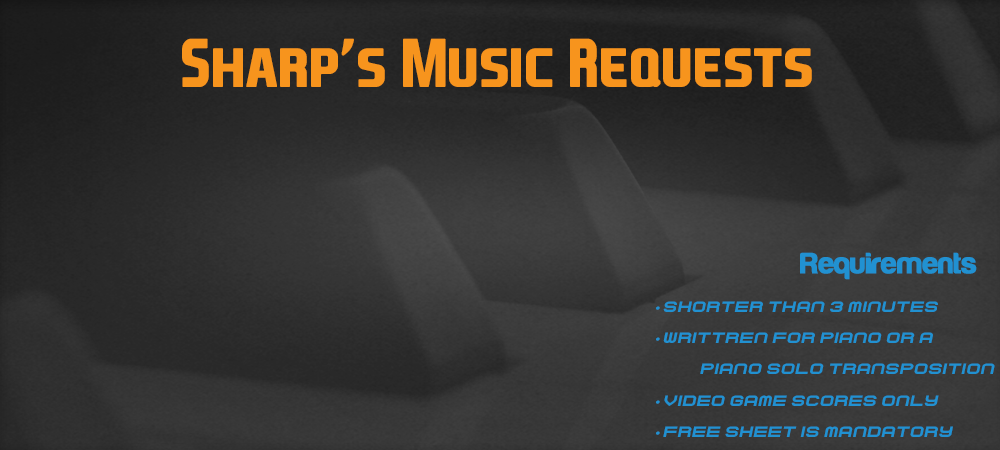 Sharp's Music Requests
Requirements
• SHORTER THAN 3 MINUTES
• WRITTREN FOR PIANO OR A
PIANO SOLO TRANSPOSITION
• VIDEO GAME SCORES ONLY
• FREE SHEET IS MANDATORY